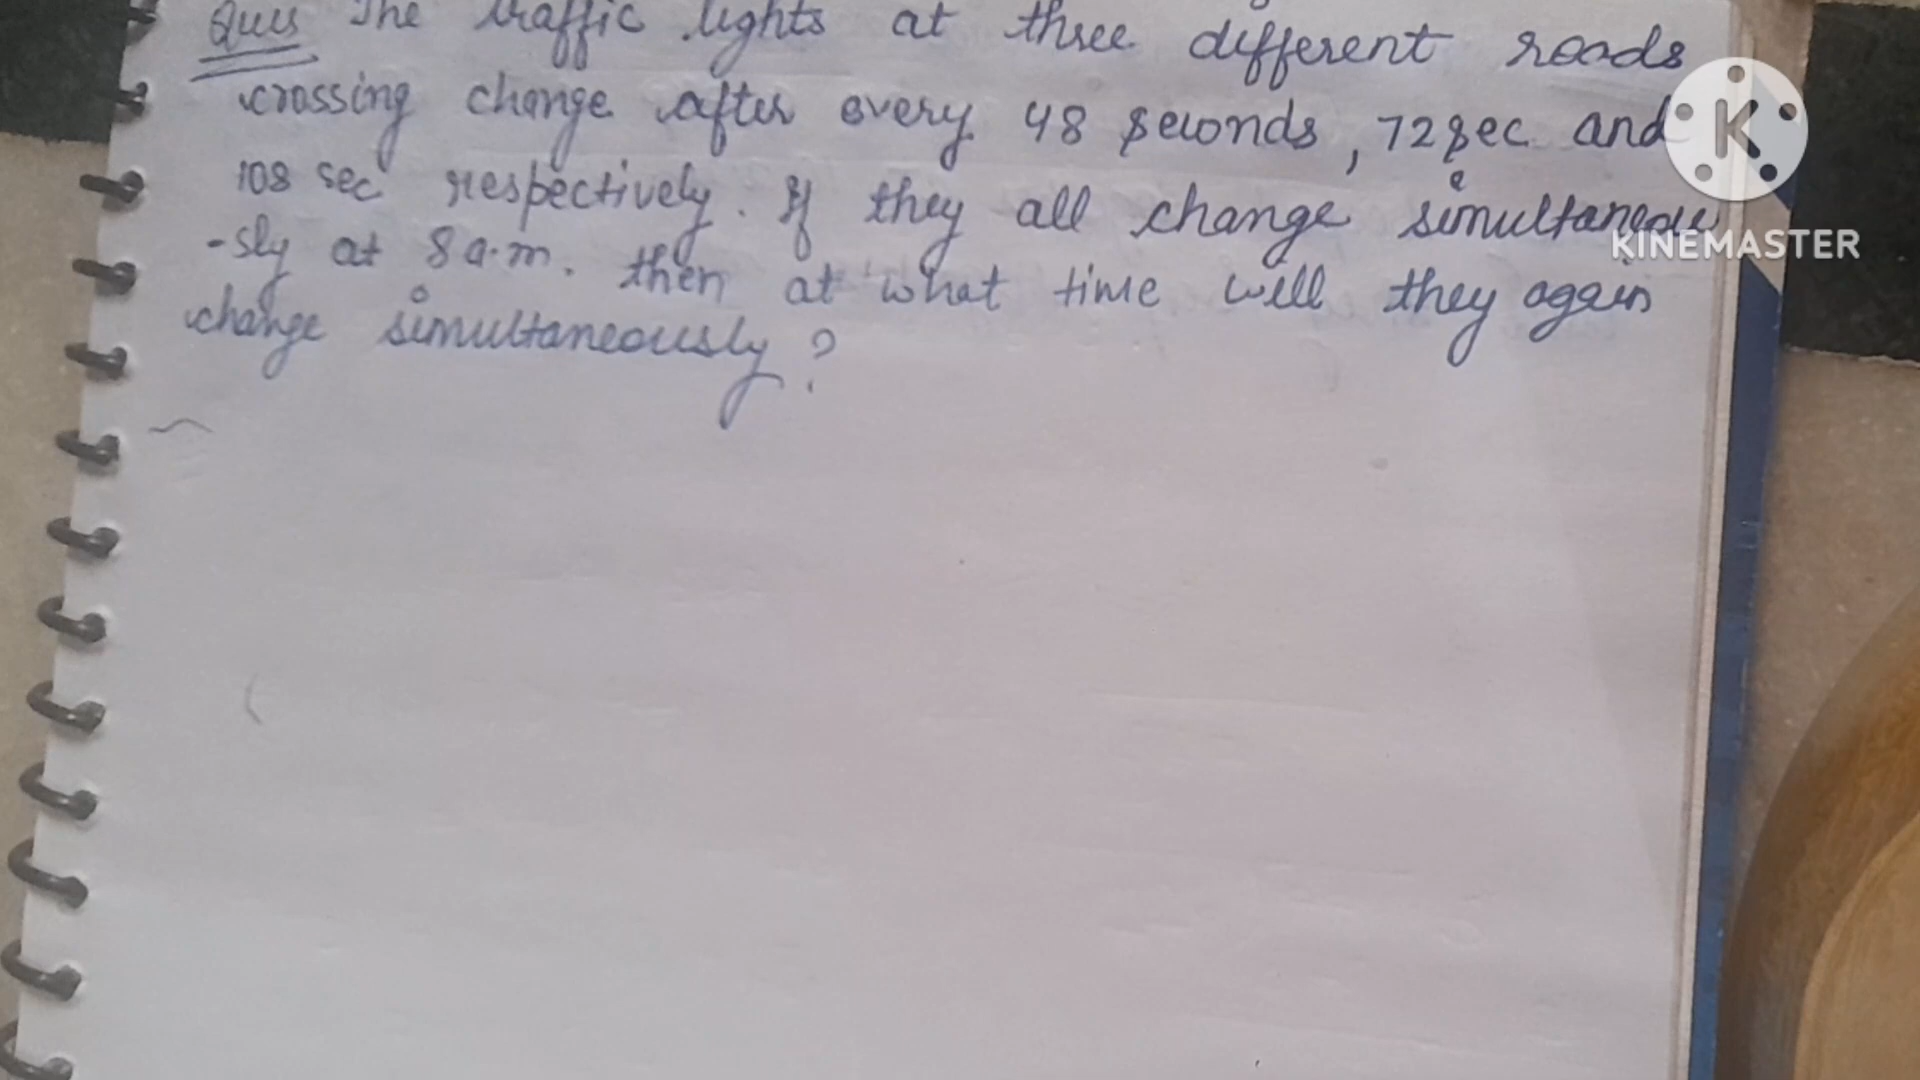 Ques The traffic lights at three different roads
crossing change after every 48 seconds, 72 sec and
108 sec respectively. If they all change simultaneou
-sly at 8 a.m. then at what time will they again
change simultaneously?
K
KINEMASTER